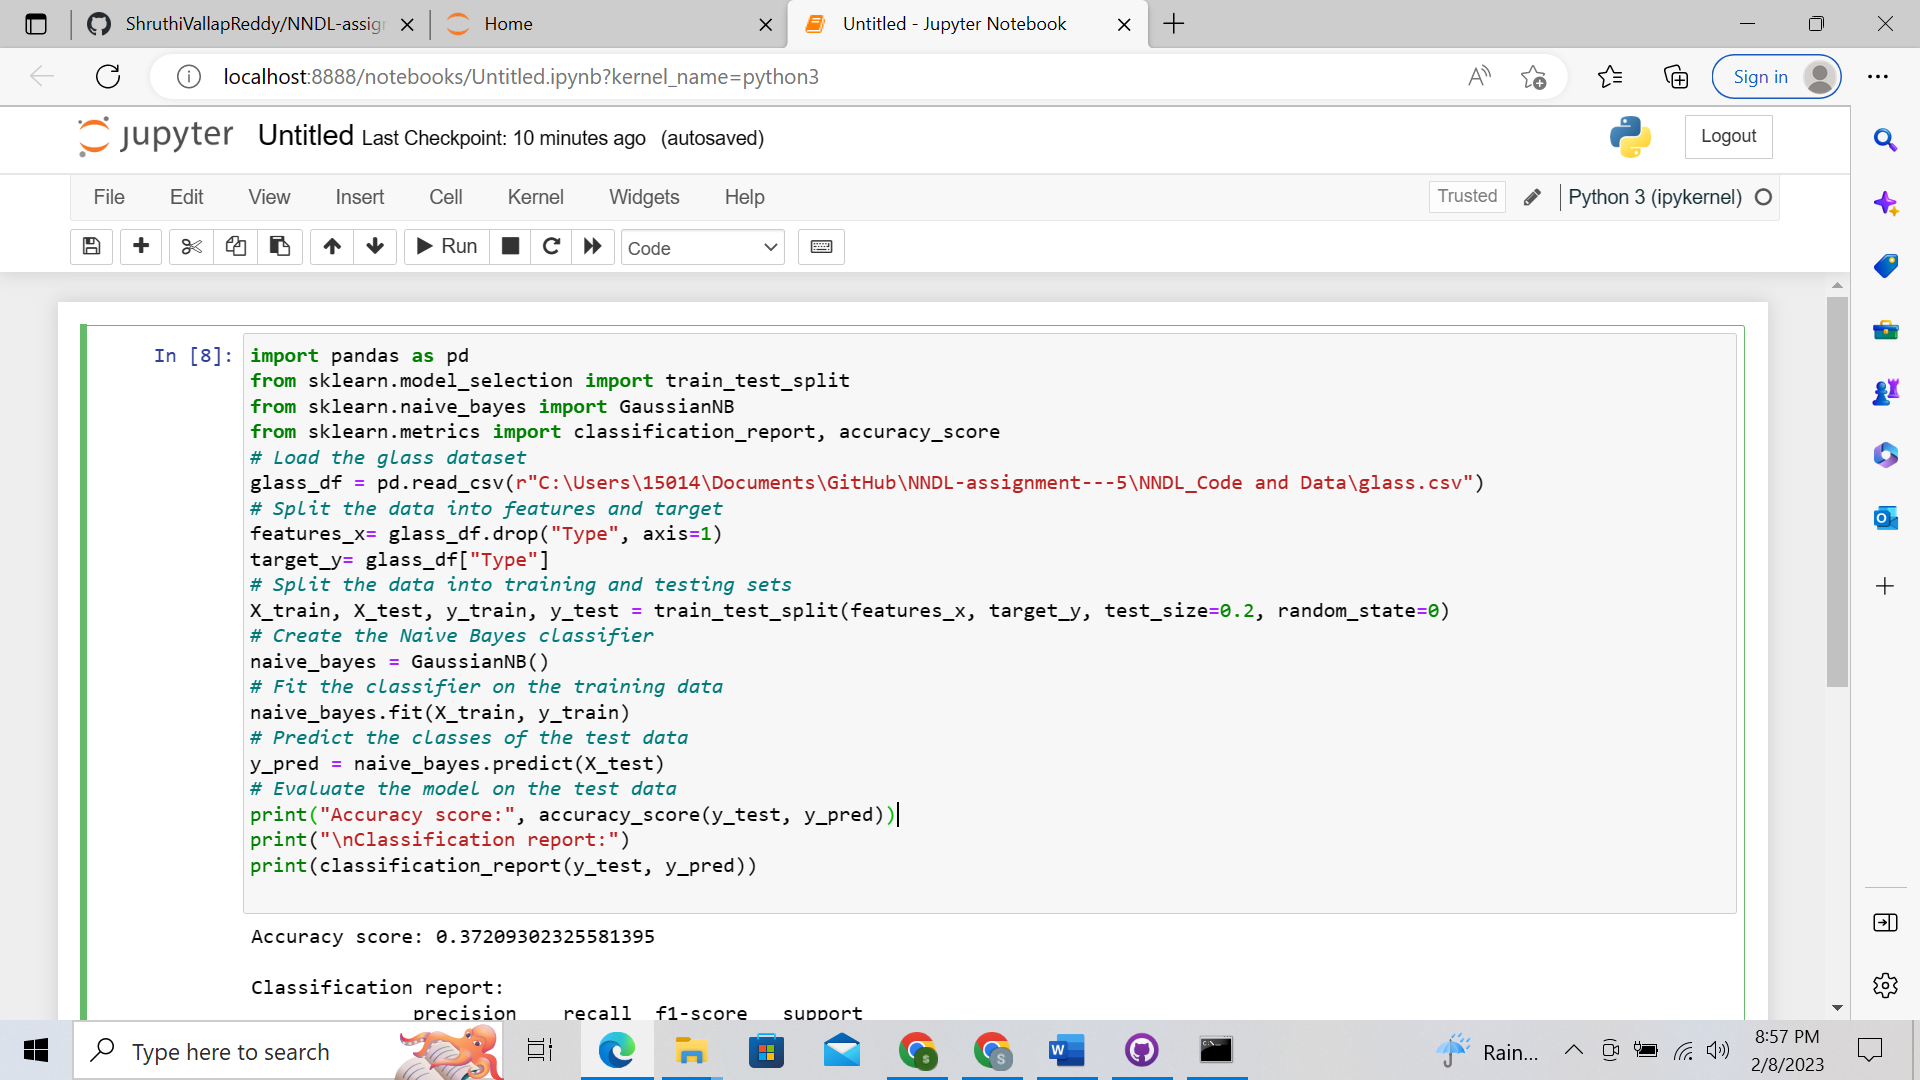 ShruthiVallapReddy/NNDL-assig
Home
Untitled - Jupyter Notebook
localhost:8888/notebooks/Untitled.ipynb?kernel_name=python3
Sign in
jupyter Untitled Last Checkpoint: 10 minutes ago (autosaved)
Logout
File Edit View Insert Cell Kernel Widgets Help
Trusted
Python 3 (ipykernel)
Run
Code
In [8]:
import pandas as pd
from sklearn.model_selection import train_test_split
from sklearn.naive_bayes import GaussianNB
from sklearn.metrics import classification_report, accuracy_score
# Load the glass dataset
glass_df = pd.read_csv(r"C:\Users\15014\Documents\GitHub\NNDL-assignment---5\NNDL_Code and Data\glass.csv")
# Split the data into features and target
features_x= glass_df.drop("Type", axis=1)
target_y= glass_df["Type"]
# Split the data into training and testing sets
X_train, X_test, y_train, y_test = train_test_split(features_x, target_y, test_size=0.2, random_state=0)
# Create the Naive Bayes classifier
naive_bayes = GaussianNB()
# Fit the classifier on the training data
naive_bayes.fit(X_train, y_train)
# Predict the classes of the test data
y_pred = naive_bayes.predict(X_test)
# Evaluate the model on the test data
print("Accuracy score:", accuracy_score(y_test, y_pred))
print("\nClassification report:")
print(classification_report(y_test, y_pred))
Accuracy score: 0.37209302325581395
Classification report:
precision recall f1-score support
Type here to search
Rain...
8:57 PM
2/8/2023